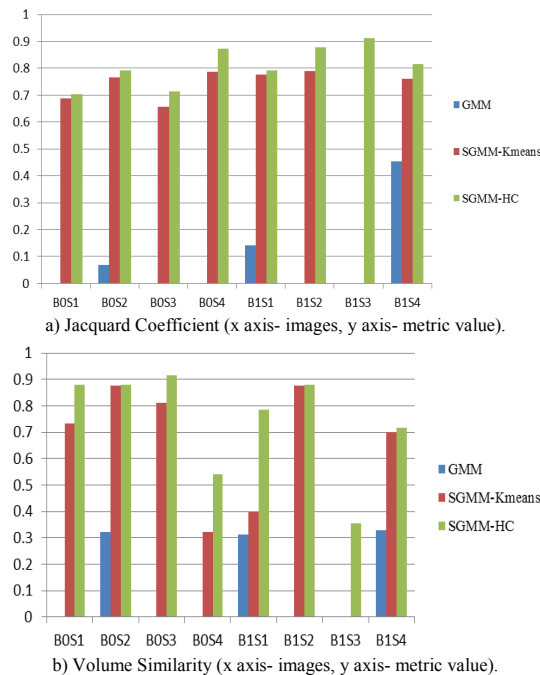 1
0.9
0.8
0.7
0.6
0.5
0.4
0.3
0.2
0.1
0
B0S1 B0S2 B0S3 B0S4 B1S1 B1S2 B1S3 B1S4
GMM
SGMM-Kmeans
SGMM-HC
a) Jacquard Coefficient (x axis- images, y axis- metric value).
1
0.9
0.8
0.7
0.6
0.5
0.4
0.3
0.2
0.1
0
B0S1 B0S2 B0S3 B0S4 B1S1 B1S2 B1S3 B1S4
GMM
SGMM-Kmeans
SGMM-HC
b) Volume Similarity (x axis- images, y axis- metric value).